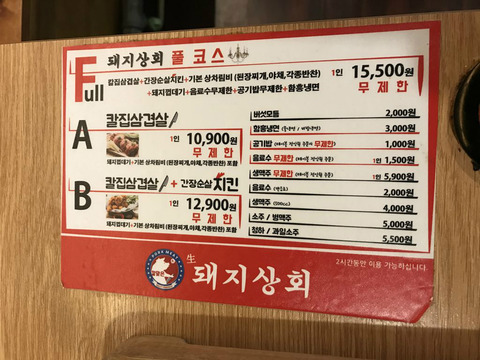 Full
돼지상회 풀 코스
칼집삼겹살+간장순살치킨+기본 상차림비 (된장찌개,야채,각종반찬)
+돼지껍데기+음료수무제한+공기밥무제한+함흥냉면
1인 15,500원
무제한
A
칼집삼겹살
1인 10,900원
무제한
돼지껍데기+기본 상차림비 (된장찌개,야채,각종반찬) 포함
B
칼집삼겹살 + 간장순살 치킨
1인 12,900원
무제한
돼지껍데기+기본 상차림비 (된장찌개,야채,각종반찬) 포함
버섯모듬 2,000원
함흥냉면 3,000원
공기밥 무제한 1,000원
음료수 무제한 1인 1,500원
생맥주 무제한 1인 5,900원
음료수 2,000원
생맥주 (500cc) 4,000원
소주 / 병맥주 5,000원
청하 / 과일소주 5,500원
生 돼지상회
2시간동안 이용 가능하십니다.